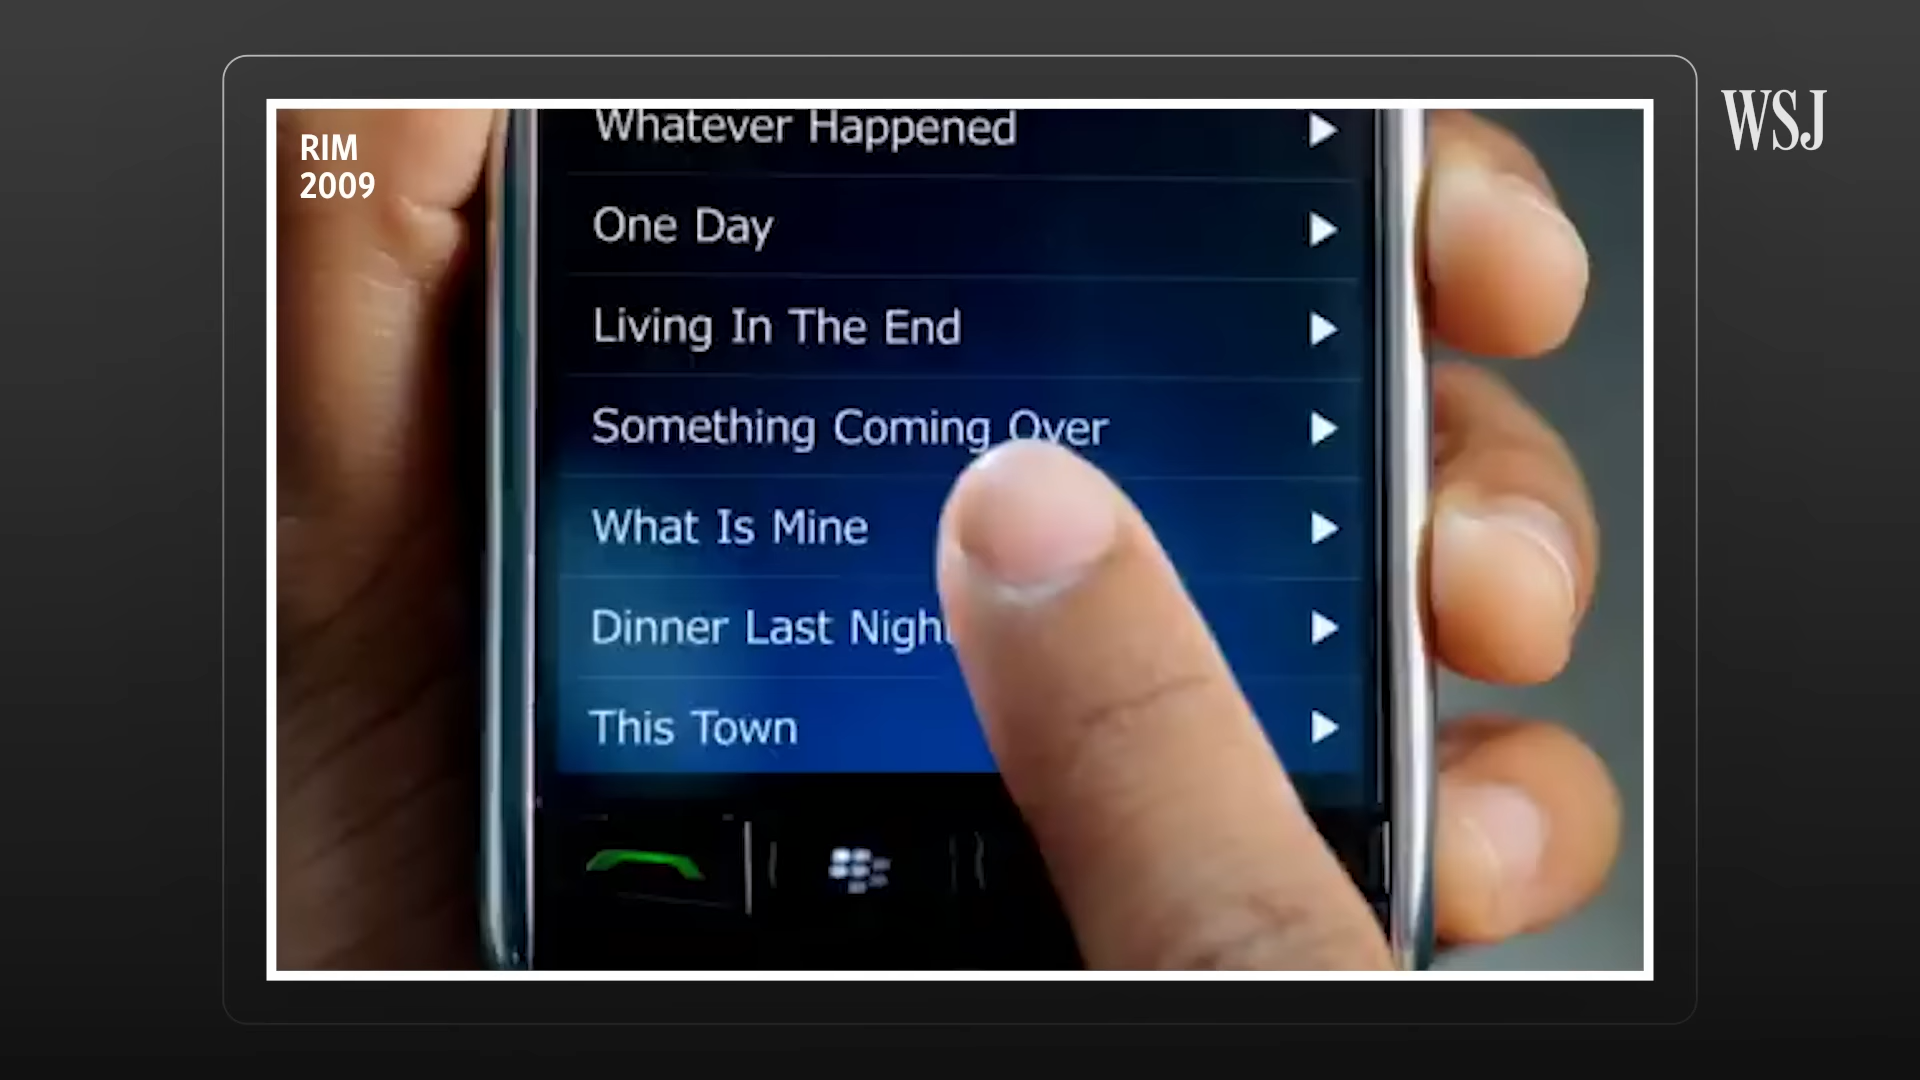 RIM
2009
WSJ
Whatever Happened
One Day
Living In The End
Something Coming Over
What Is Mine
Dinner Last Night
This Town